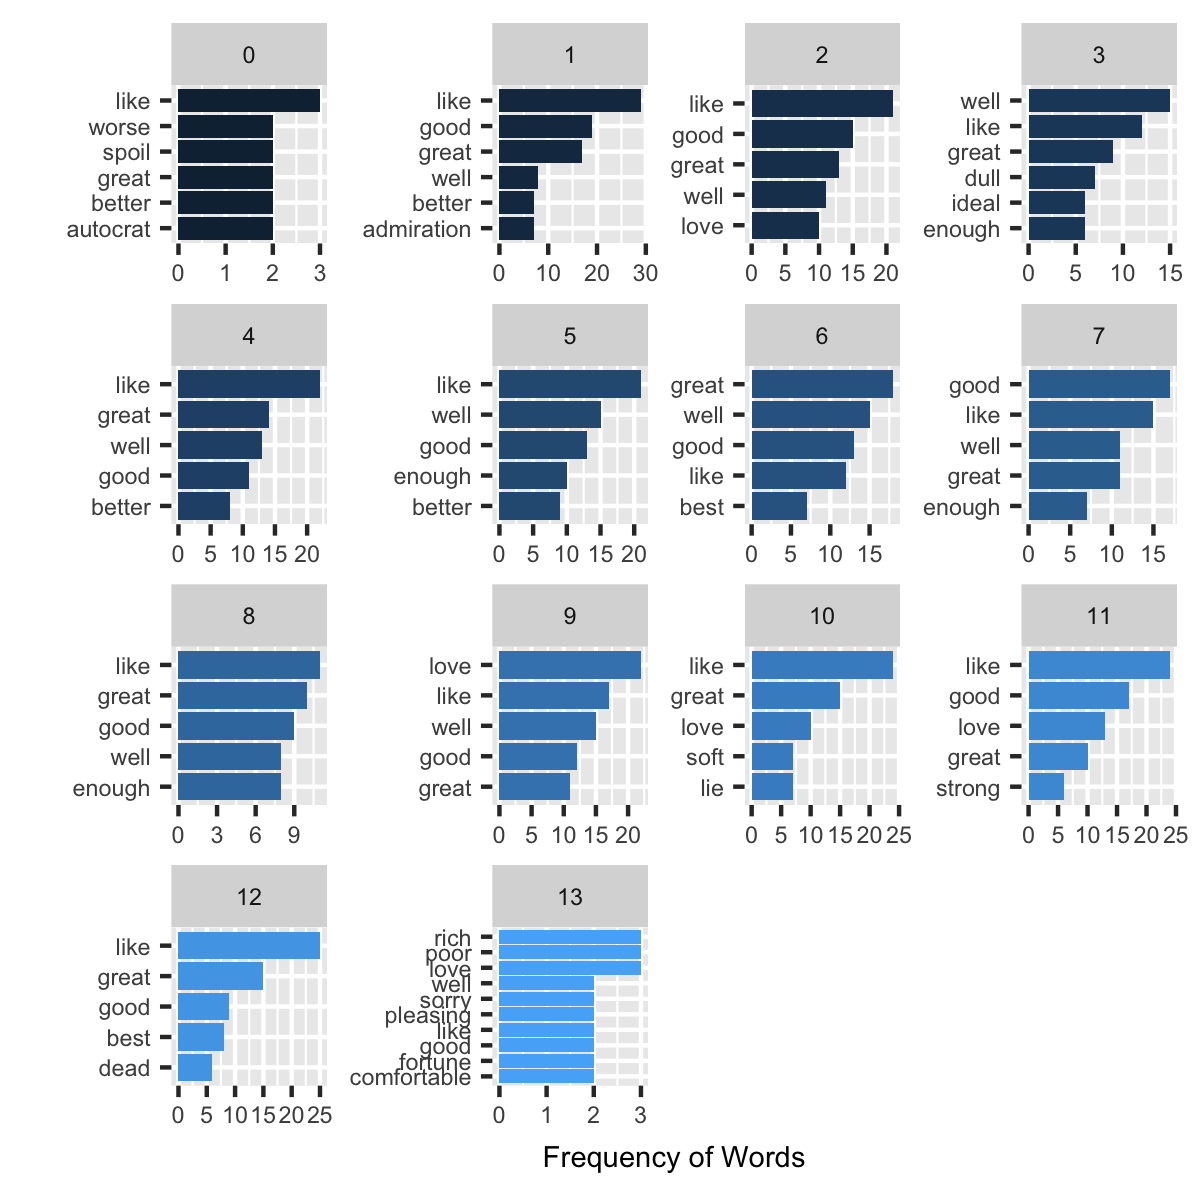 0
like
worse
spoil
great
better
autocrat
0 1 2 3
1
like
good
great
well
better
admiration
0 10 20 30
2
like
good
great
well
love
0 5 10 15 20
3
well
like
great
dull
ideal
enough
0 5 10 15
4
like
great
well
good
better
0 5 10 15 20
5
like
well
good
enough
better
0 5 10 15 20
6
great
well
good
like
best
0 5 10 15
7
good
like
well
great
enough
0 5 10 15
8
like
great
good
well
enough
0 3 6 9
9
love
like
well
good
great
0 5 10 15 20
10
like
great
love
soft
lie
0 5 10 15 20 25
11
like
good
love
great
strong
0 5 10 15 20 25
12
like
great
good
best
dead
0 5 10 15 20 25
13
rich
poor
love
well
sorry
pleasing
like
good
fortune
comfortable
0 1 2 3
Frequency of Words